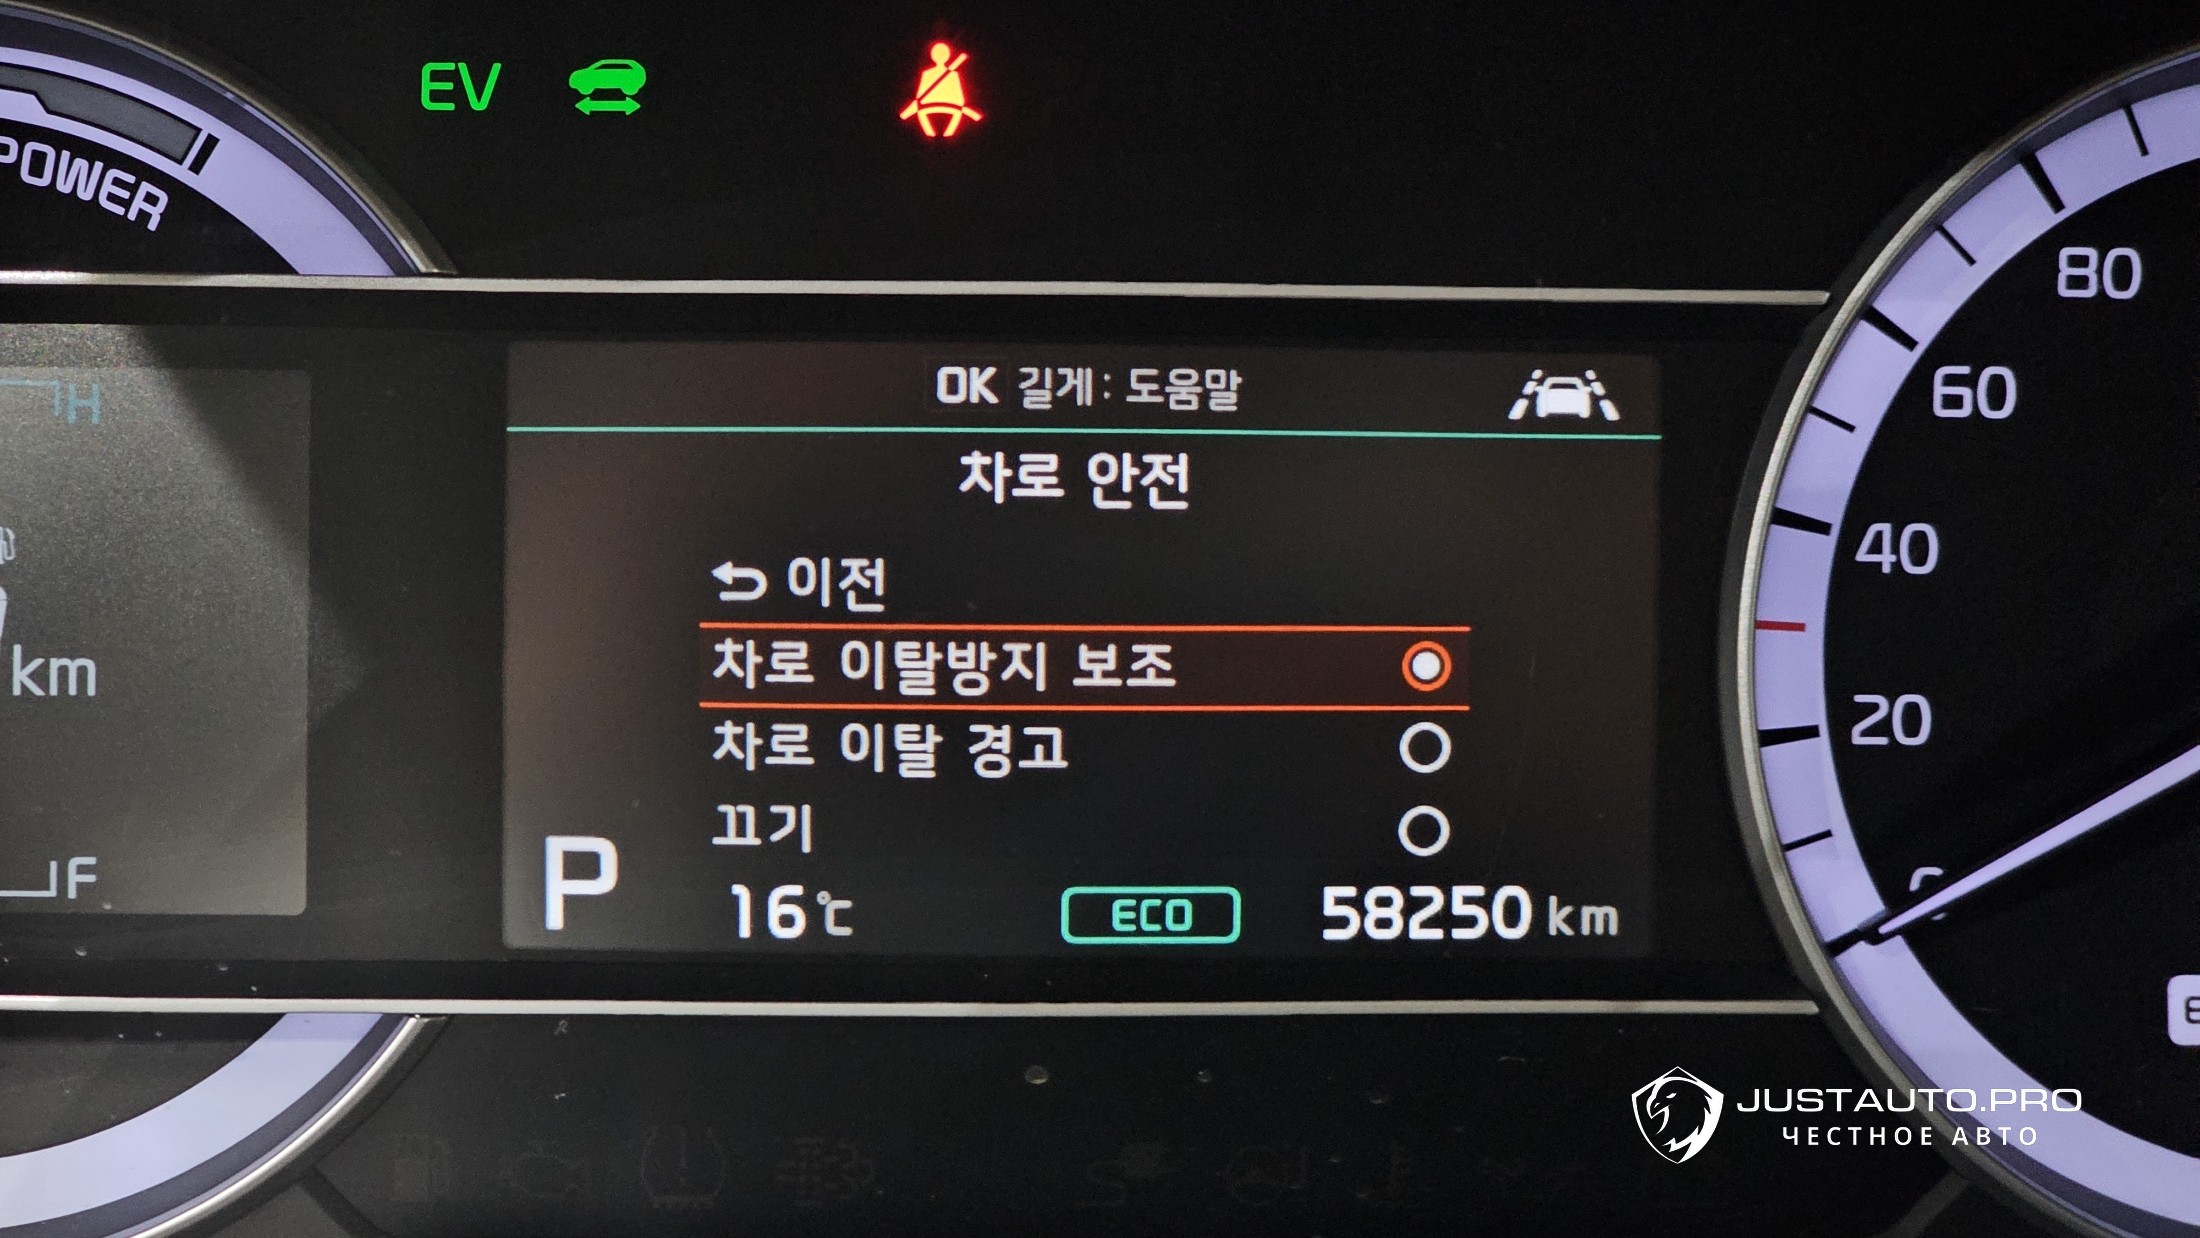 EV
POWER
H
km
F
OK 길게 : 도움말
차로 안전
이전
차로 이탈방지 보조
차로 이탈 경고
끄기
P
16℃
ECO
58250 km
80
60
40
20
JUSTAUTO.PRO
ЧЕСТНОЕ АВТО